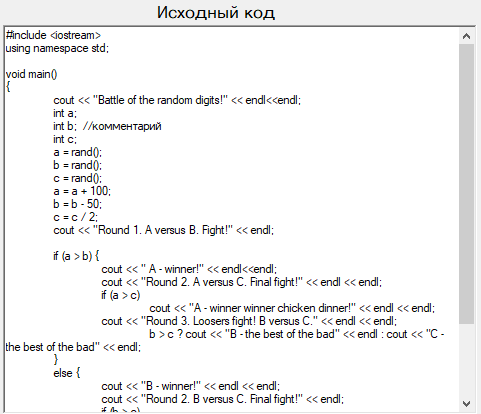 Исходный код
#include <iostream>
using namespace std;
void main()
{
cout << "Battle of the random digits!" << endl<<endl;
int a;
int b;  //комментарий
int c;
a = rand();
b = rand();
c = rand();
a = a + 100;
b = b - 50;
c = c / 2;
cout << "Round 1. A versus B. Fight!" << endl;
if (a > b) {
cout << " A - winner!" << endl<<endl;
cout << "Round 2. A versus C. Final fight!" << endl << endl;
if (a > c)
cout << "A - winner winner chicken dinner!" << endl << endl;
cout << "Round 3. Loosers fight! B versus C." << endl << endl;
b > c ? cout << "B - the best of the bad" << endl : cout << "C -
the best of the bad" << endl;
}
else {
cout << "B - winner!" << endl << endl;
cout << "Round 2. B versus C. Final fight!" << endl << endl;
if (b > c)